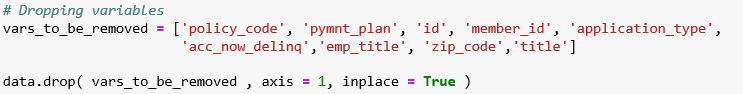 # Dropping variables
vars_to_be_removed = ['policy_code', 'pymnt_plan', 'id', 'member_id', 'application_type',
'acc_now_delinq','emp_title', 'zip_code','title']
data.drop( vars_to_be_removed , axis = 1, inplace = True )